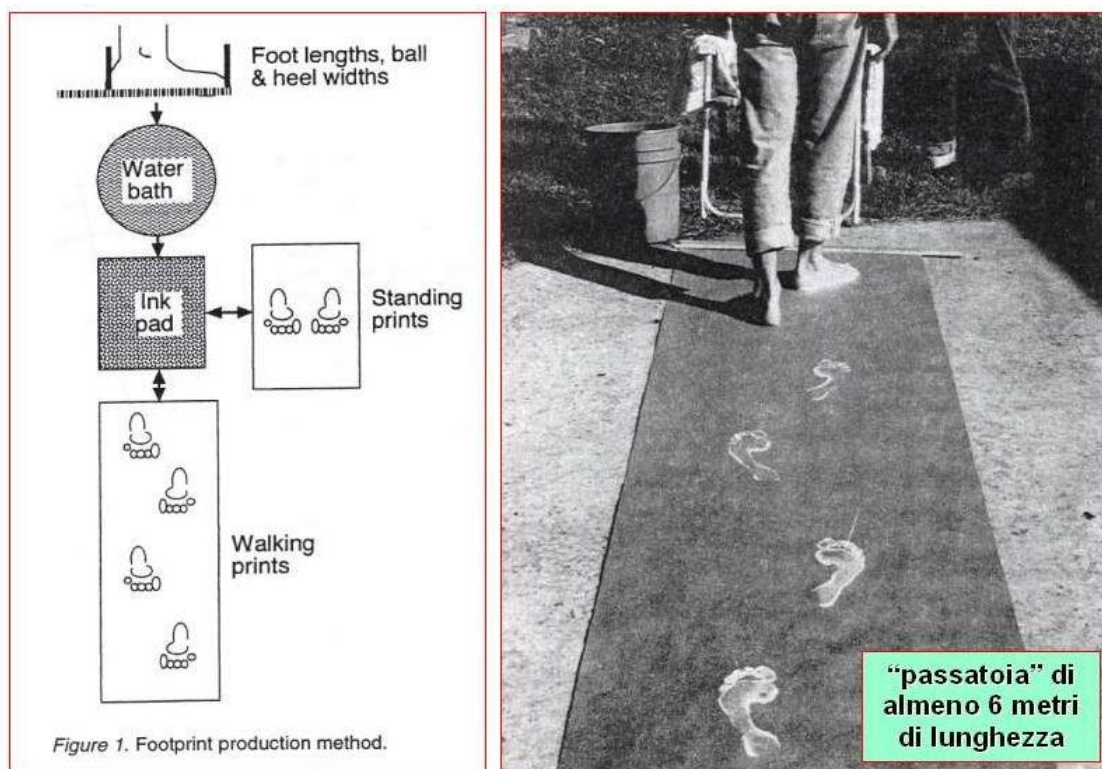 Foot lengths, ball
& heel widths
Water
bath
Ink
pad
Standing
prints
Walking
prints
Figure 1. Footprint production method.
“passatoia” di
almeno 6 metri
di lunghezza